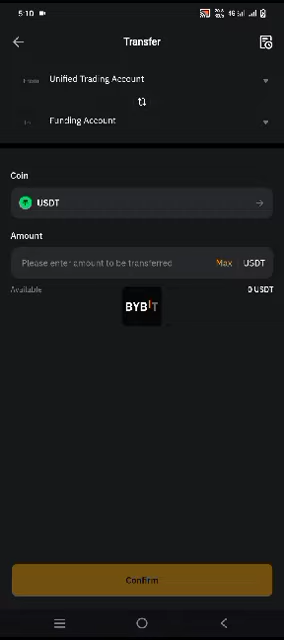 5:10
Transfer
Unified Trading Account
Funding Account
Coin
USDT
Amount
Please enter amount to be transferred Max USDT
Available 0 USDT
BYBIT
Confirm